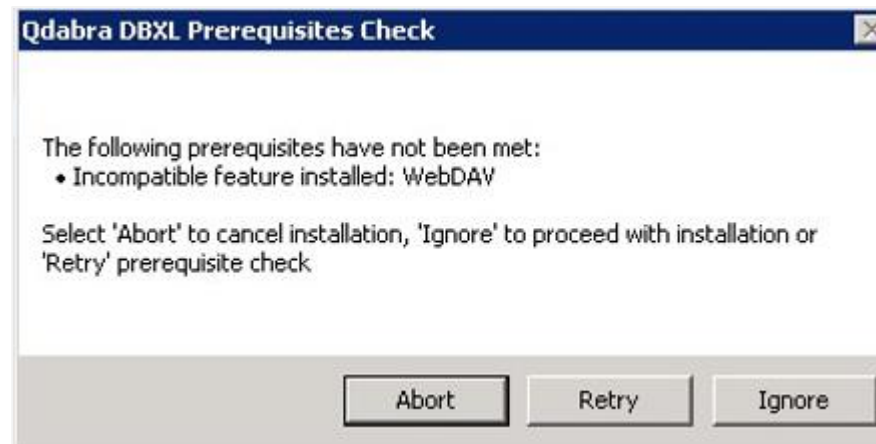 Qdabra DBXL Prerequisites Check
The following prerequisites have not been met:
• Incompatible feature installed: WebDAV
Select 'Abort' to cancel installation, 'Ignore' to proceed with installation or
'Retry' prerequisite check
Abort Retry Ignore